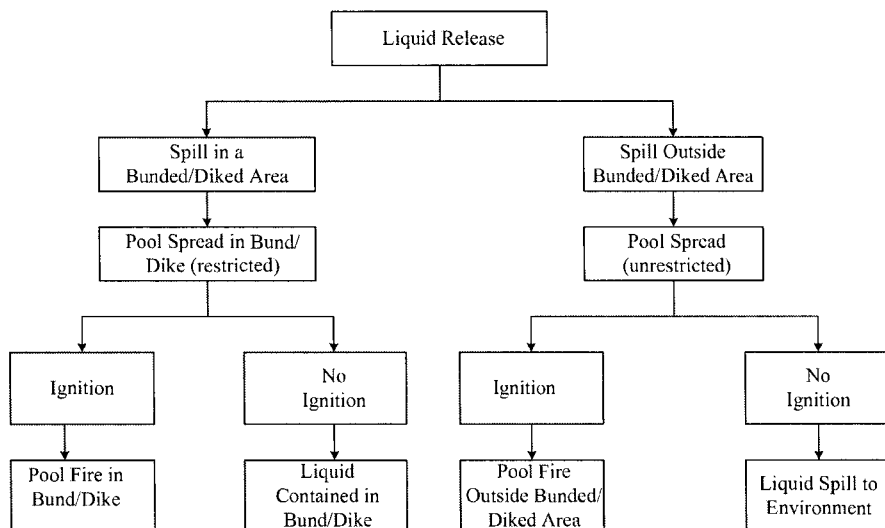 Liquid Release
Spill in a
Bunded/Diked Area
Spill Outside
Bunded/Diked Area
Pool Spread in Bund/
Dike (restricted)
Pool Spread
(unrestricted)
Ignition
No
Ignition
Ignition
No
Ignition
Pool Fire in
Bund/Dike
Liquid
Contained in
Bund/Dike
Pool Fire
Outside Bunded/
Diked Area
Liquid Spill to
Environment